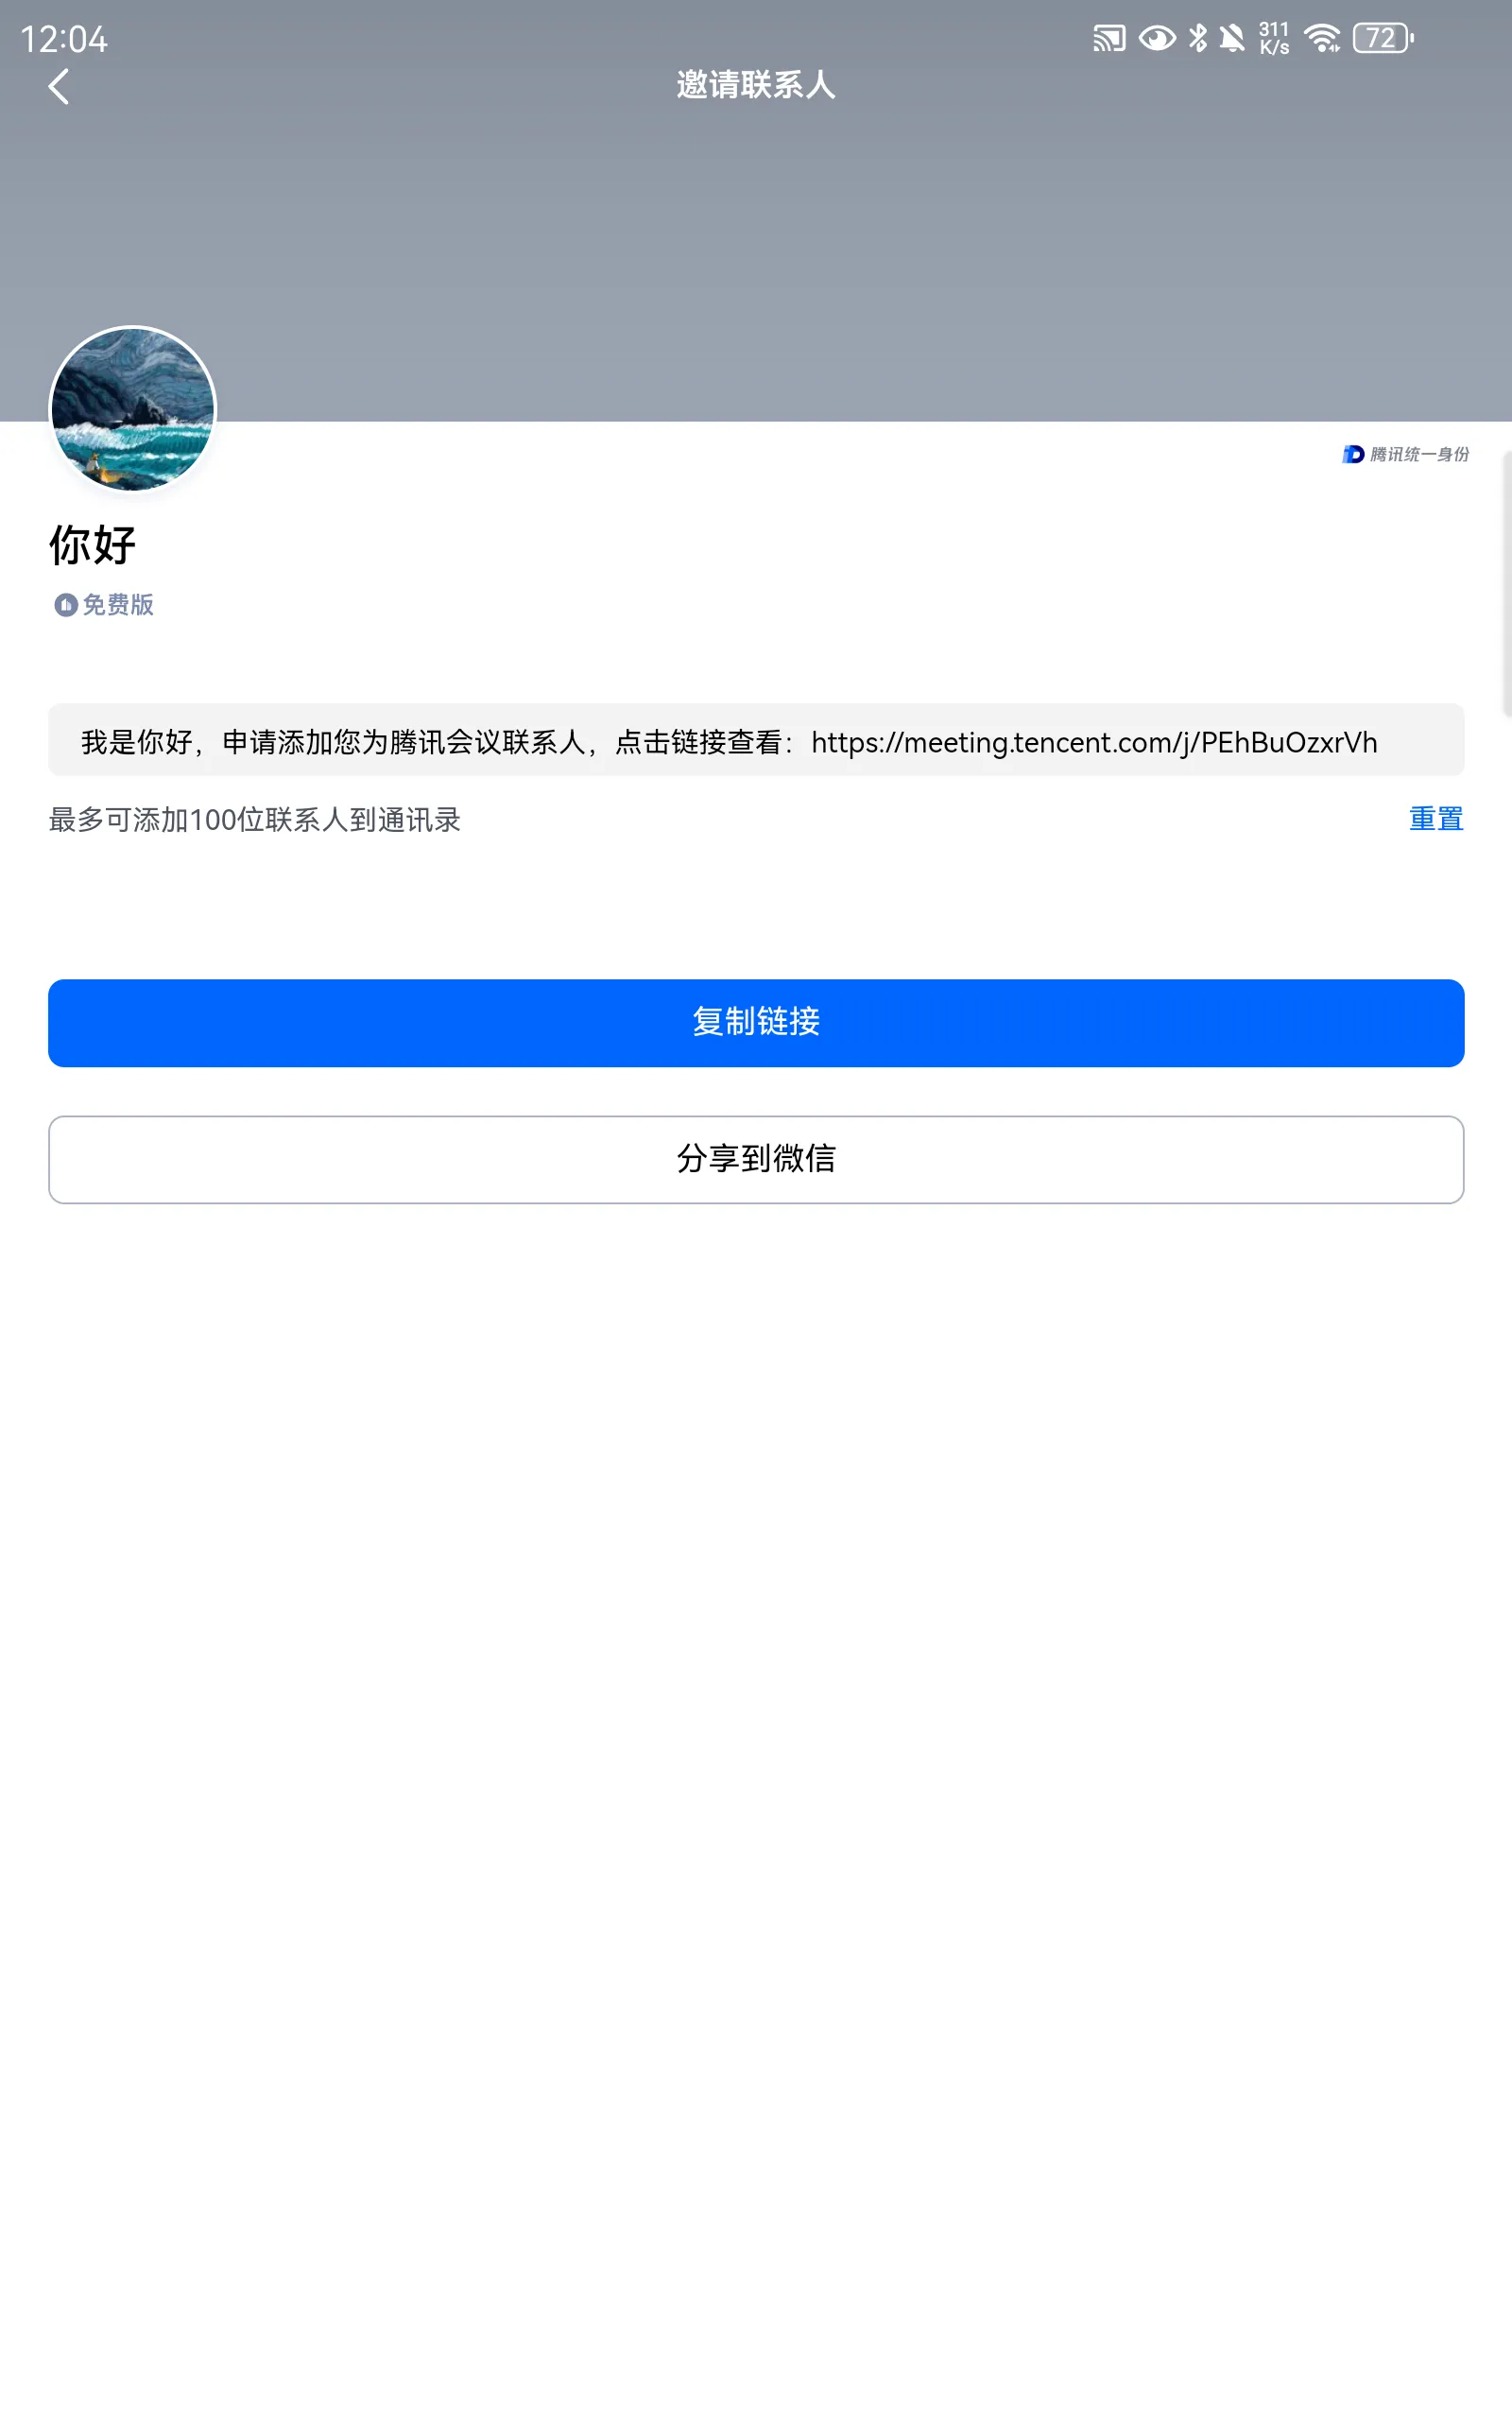 12:04
311
K/s
72
邀请联系人
腾讯统一身份
你好
免费版
我是你好，申请添加您为腾讯会议联系人，点击链接查看：https://meeting.tencent.com/j/PEhBuOzxrVh
最多可添加100位联系人到通讯录
重置
复制链接
分享到微信